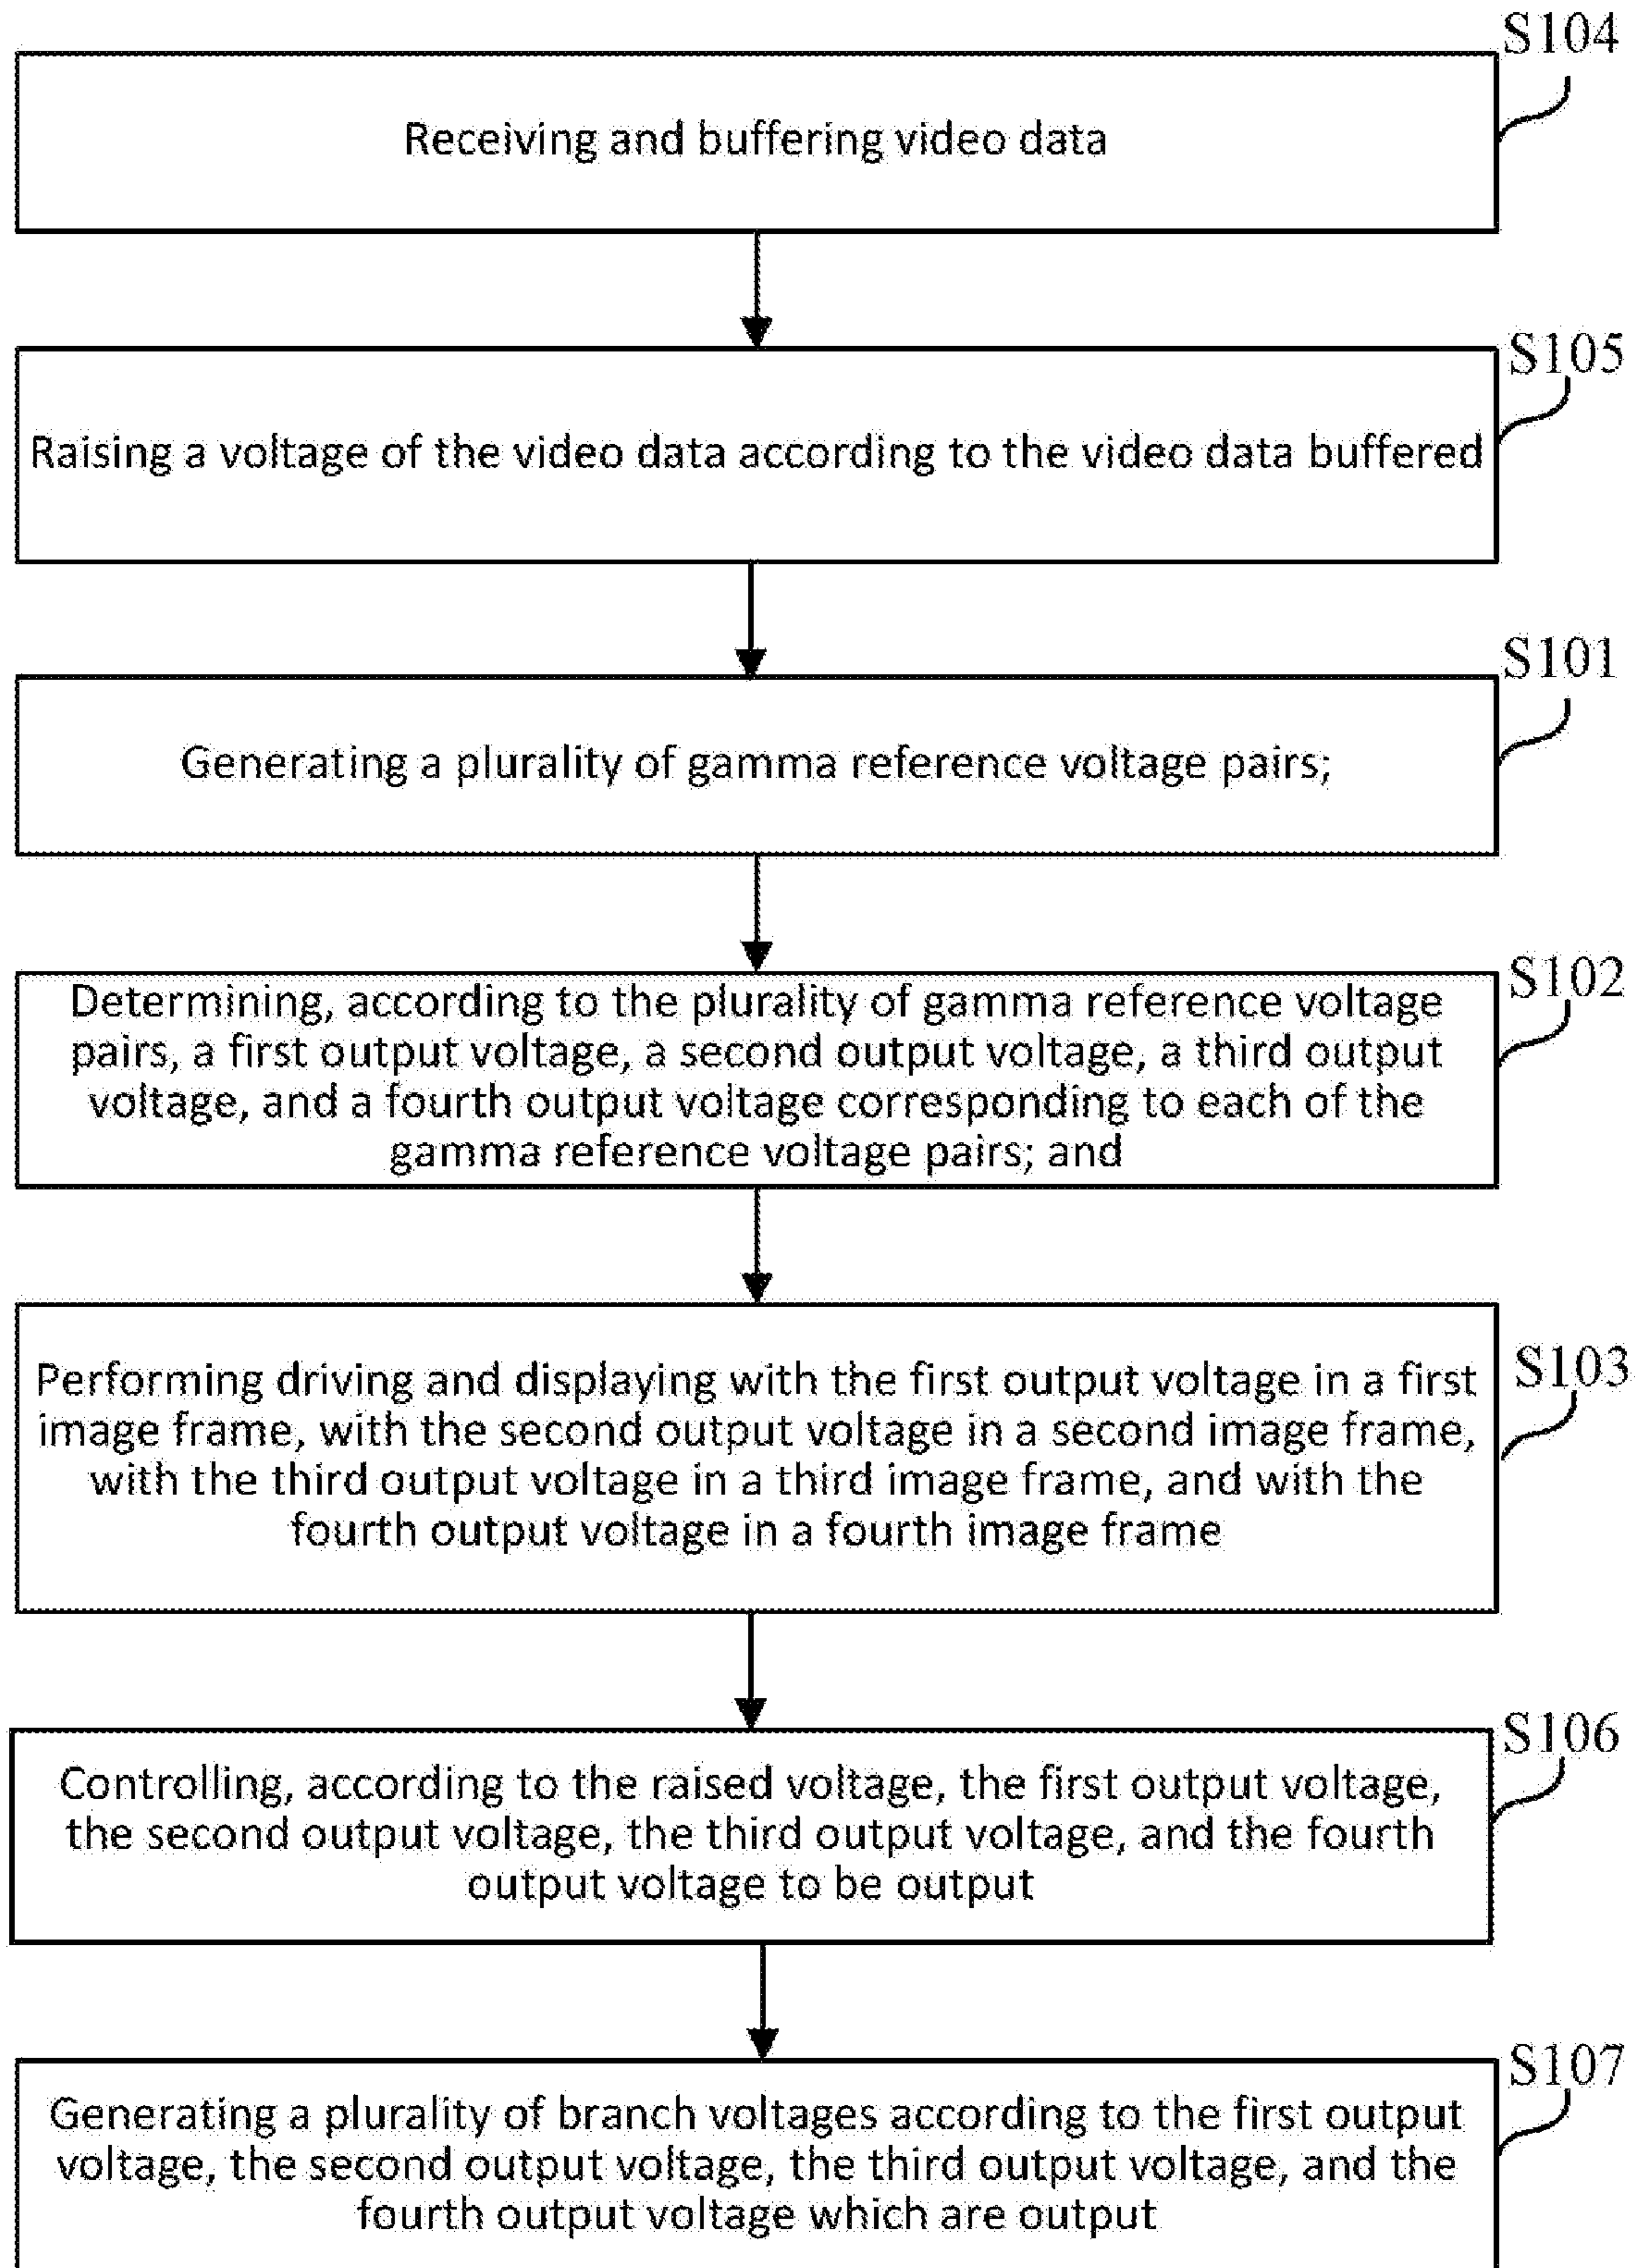 S104
Receiving and buffering video data
S105
Raising a voltage of the video data according to the video data buffered
S101
Generating a plurality of gamma reference voltage pairs;
S102
Determining, according to the plurality of gamma reference voltage
pairs, a first output voltage, a second output voltage, a third output
voltage, and a fourth output voltage corresponding to each of the
gamma reference voltage pairs; and
S103
Performing driving and displaying with the first output voltage in a first
image frame, with the second output voltage in a second image frame,
with the third output voltage in a third image frame, and with the
fourth output voltage in a fourth image frame
S106
Controlling, according to the raised voltage, the first output voltage,
the second output voltage, the third output voltage, and the fourth
output voltage to be output
S107
Generating a plurality of branch voltages according to the first output
voltage, the second output voltage, the third output voltage, and the
fourth output voltage which are output